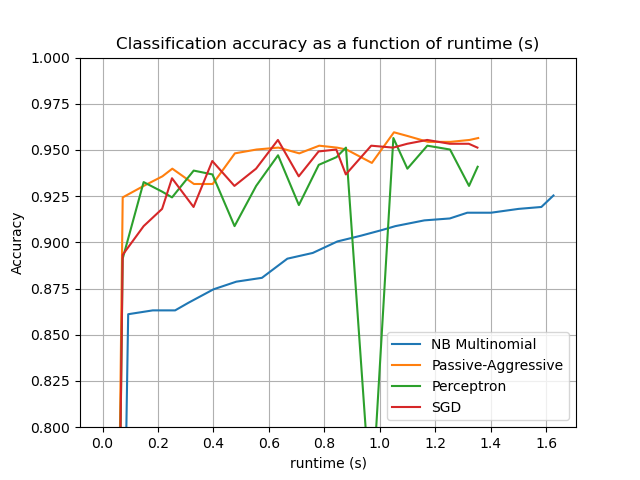 Classification accuracy as a function of runtime (s)
1.000
0.975
0.950
0.925
0.900
0.875
0.850
0.825
0.800
Accuracy
NB Multinomial
Passive-Aggressive
Perceptron
SGD
0.0 0.2 0.4 0.6 0.8 1.0 1.2 1.4 1.6
runtime (s)